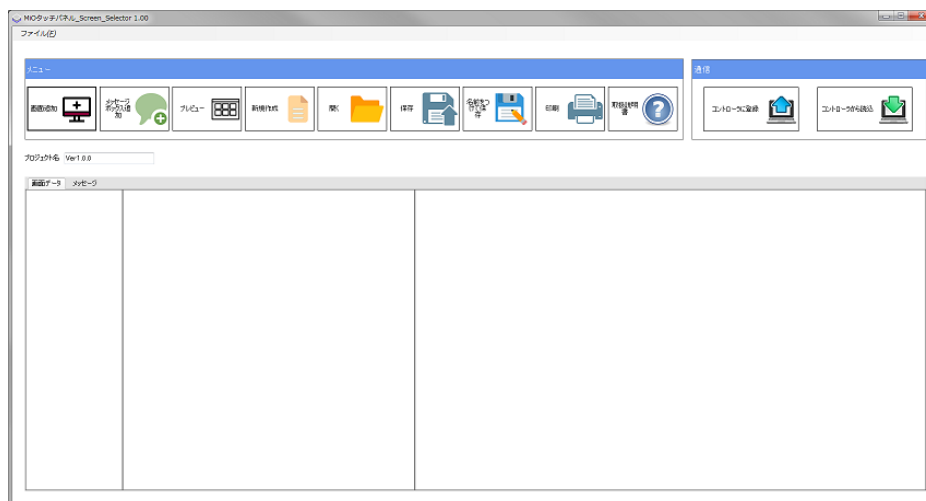 MIOタッチパネル_Screen_Selector 1.00
ファイル(F)
メニュー
通信
画面追加
メッセージ
ボックス追
加
プレビュー
新規作成
開く
保存
名前をつ
けて保
存
印刷
取扱説明
書
コントローラに登録
コントローラから読込
プロジェクト名 Ver1.0.0
画面データ メッセージ